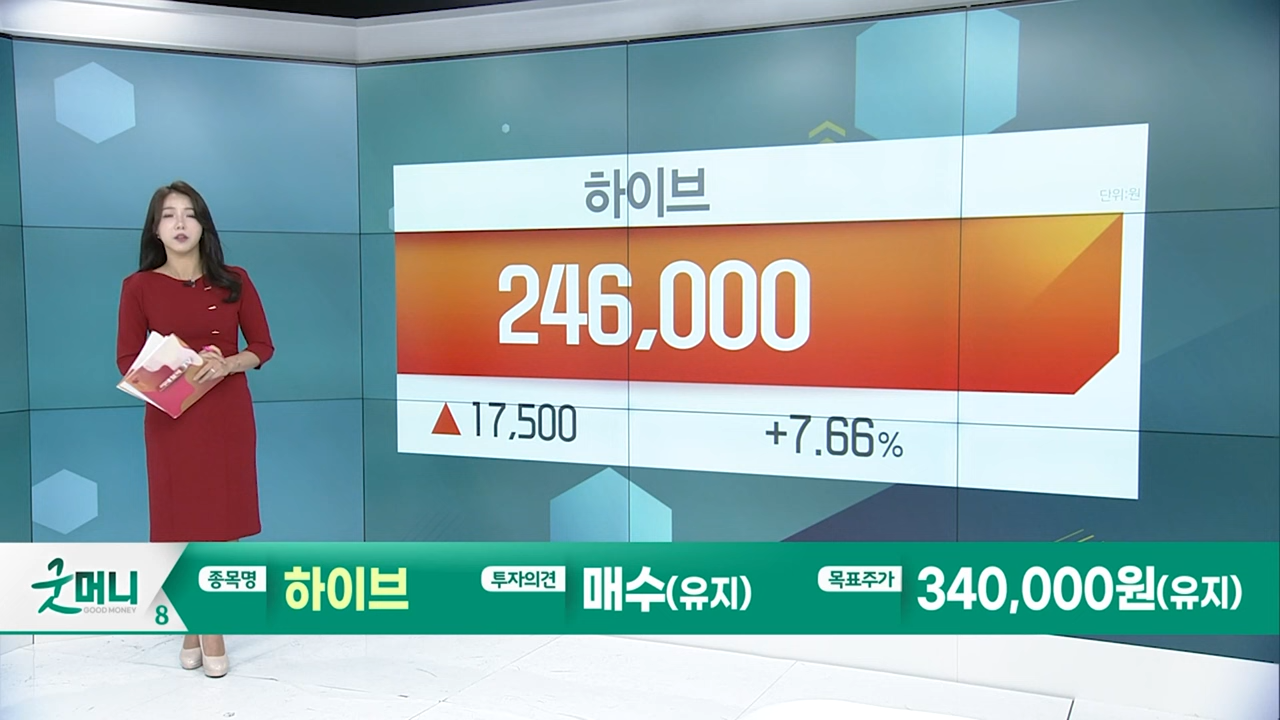 하이브
단위:원
246,000
▲17,500
+7.66%
굿머니
GOOD MONEY
8
종목명
하이브
투자의견
매수(유지)
목표주가
340,000원(유지)